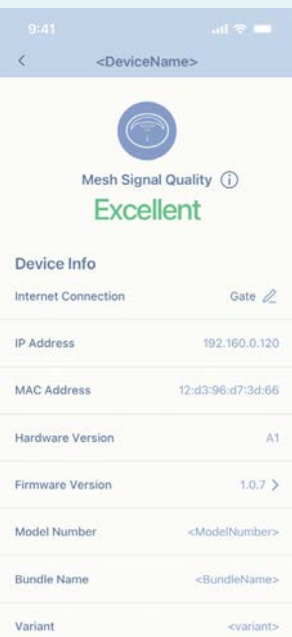 9:41
<DeviceName>
Mesh Signal Quality
Excellent
Device Info
Internet Connection Gate
IP Address 192.160.0.120
MAC Address 12:d3:96:d7:3d:66
Hardware Version A1
Firmware Version 1.0.7
Model Number <ModelNumber>
Bundle Name <BundleName>
Variant <variant>